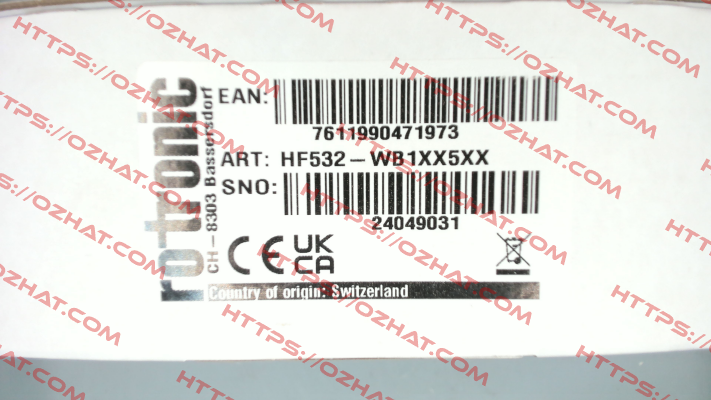 rotronic
CH-8303 Bassersdorf
EAN:
7611990471973
ART: HF532-WB1XX5XX
SNO:
24049031
CE UK
CA
Country of origin: Switzerland
HTTPS://OZHAT.COM